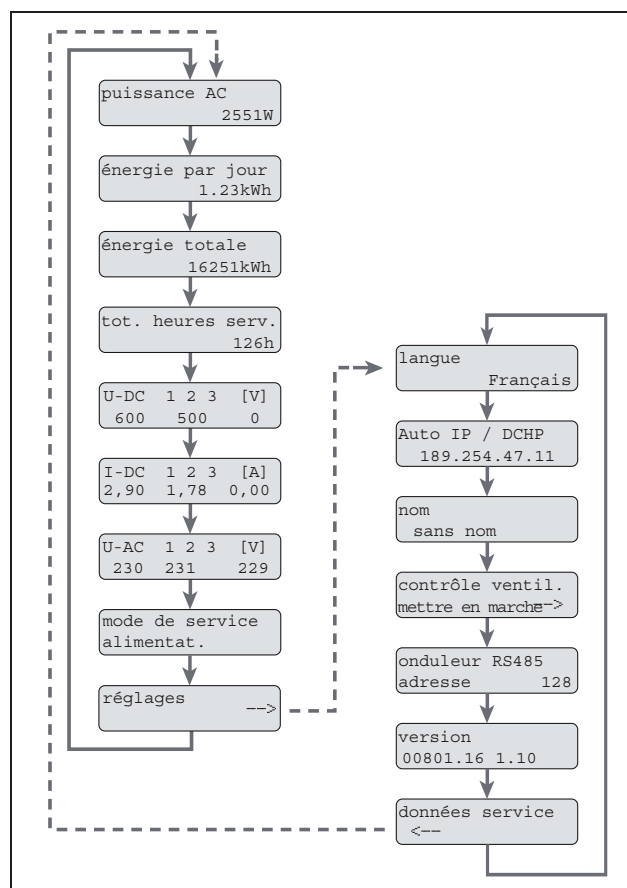 puissance AC
2551W
énergie par jour
1.23kWh
énergie totale
16251kWh
tot. heures serv.
126h
U-DC 1 2 3 [V]
600 500 0
I-DC 1 2 3 [A]
2,90 1,78 0,00
U-AC 1 2 3 [V]
230 231 229
mode de service
alimentat.
réglages
-->
langue
Français
Auto IP / DCHP
189.254.47.11
nom
sans nom
contrôle ventil.
mettre en marche-->
onduleur RS485
adresse 128
version
00801.16 1.10
données service
<--